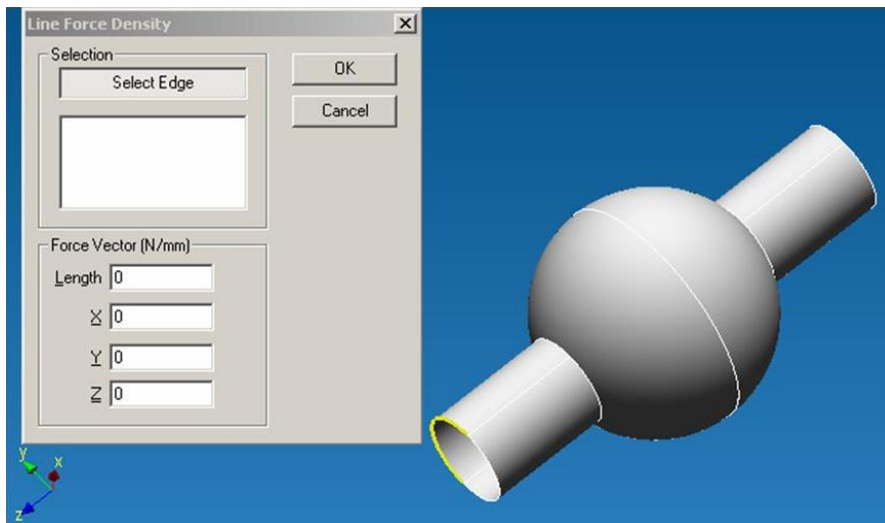 Line Force Density
Selection
Select Edge
OK
Cancel
Force Vector (N/mm)
Length 0
X 0
Y 0
Z 0
y
x
z